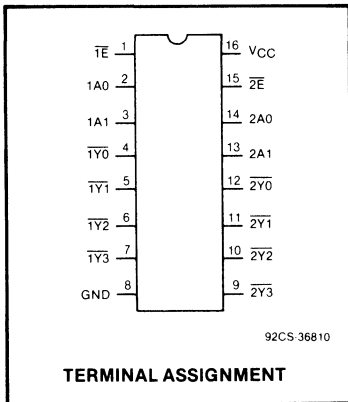 1E 1 16 VCC
1A0 2 15 2E
1A1 3 14 2A0
1Y0 4 13 2A1
1Y1 5 12 2Y0
1Y2 6 11 2Y1
1Y3 7 10 2Y2
GND 8 9 2Y3
92CS-36810
TERMINAL ASSIGNMENT